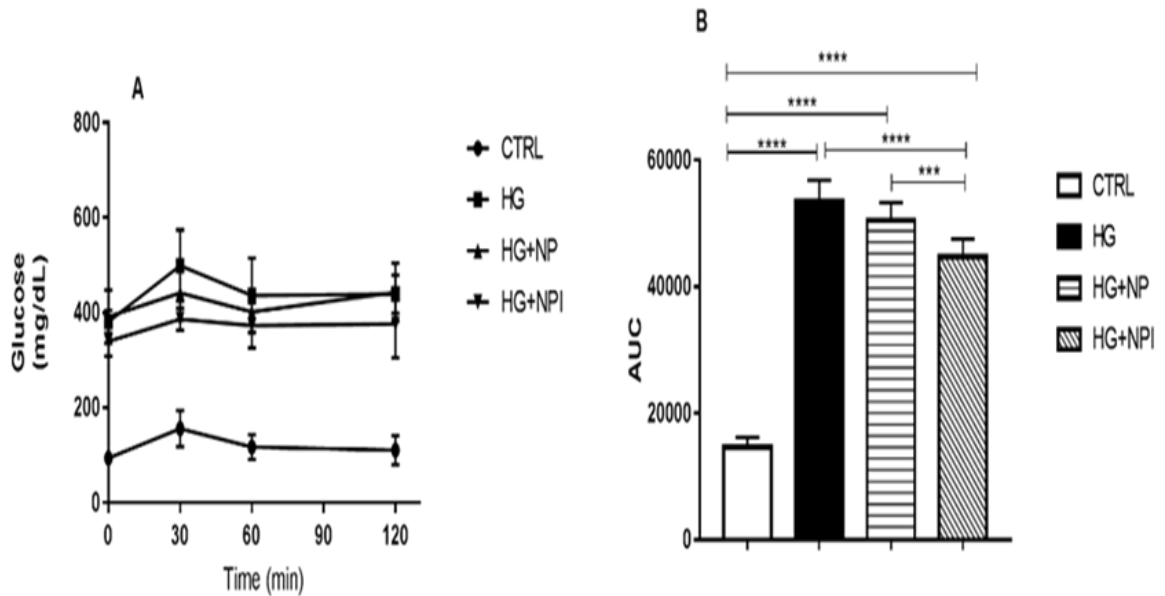 A
800
600
400
200
0
0 30 60 90 120
Glucose
(mg/dL)
Time (min)
CTRL
HG
HG+NP
HG+NPI
B
****
****
**** ****
***
60000
40000
20000
0
AUC
CTRL
HG
HG+NP
HG+NPI